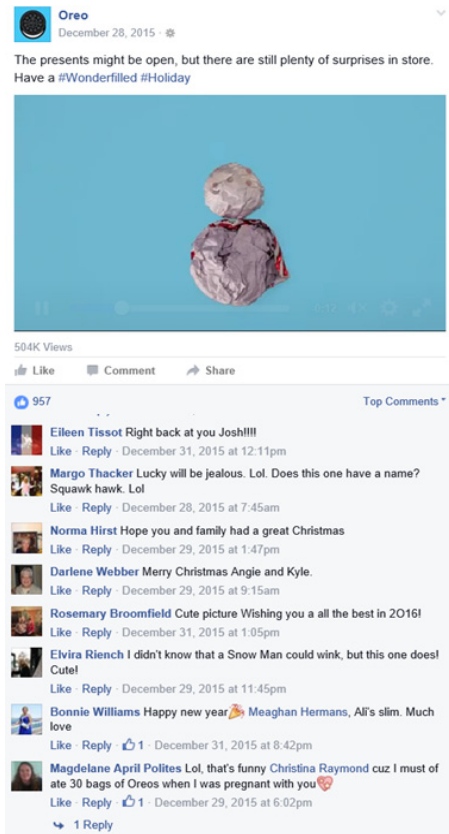 Oreo
December 28, 2015 ·
The presents might be open, but there are still plenty of surprises in store.
Have a #Wonderfilled #Holiday
0:12
504K Views
Like Comment Share
957 Top Comments
Eileen Tissot Right back at you Josh!!!!
Like · Reply · December 31, 2015 at 12:11pm
Margo Thacker Lucky will be jealous. Lol. Does this one have a name?
Squawk hawk. Lol
Like · Reply · December 28, 2015 at 7:45am
Norma Hirst Hope you and family had a great Christmas
Like · Reply · December 29, 2015 at 1:47pm
Darlene Webber Merry Christmas Angie and Kyle.
Like · Reply · December 29, 2015 at 9:15am
Rosemary Broomfield Cute picture Wishing you a all the best in 2O16!
Like · Reply · December 31, 2015 at 1:05pm
Elvira Riench I didn't know that a Snow Man could wink, but this one does!
Cute!
Like · Reply · December 29, 2015 at 11:45pm
Bonnie Williams Happy new year🎉 Meaghan Hermans, Ali's slim. Much
love
Like · Reply · 1 · December 31, 2015 at 8:42pm
Magdelane April Polites Lol, that's funny Christina Raymond cuz I must of
ate 30 bags of Oreos when I was pregnant with you💝
Like · Reply · 1 · December 29, 2015 at 6:02pm
1 Reply